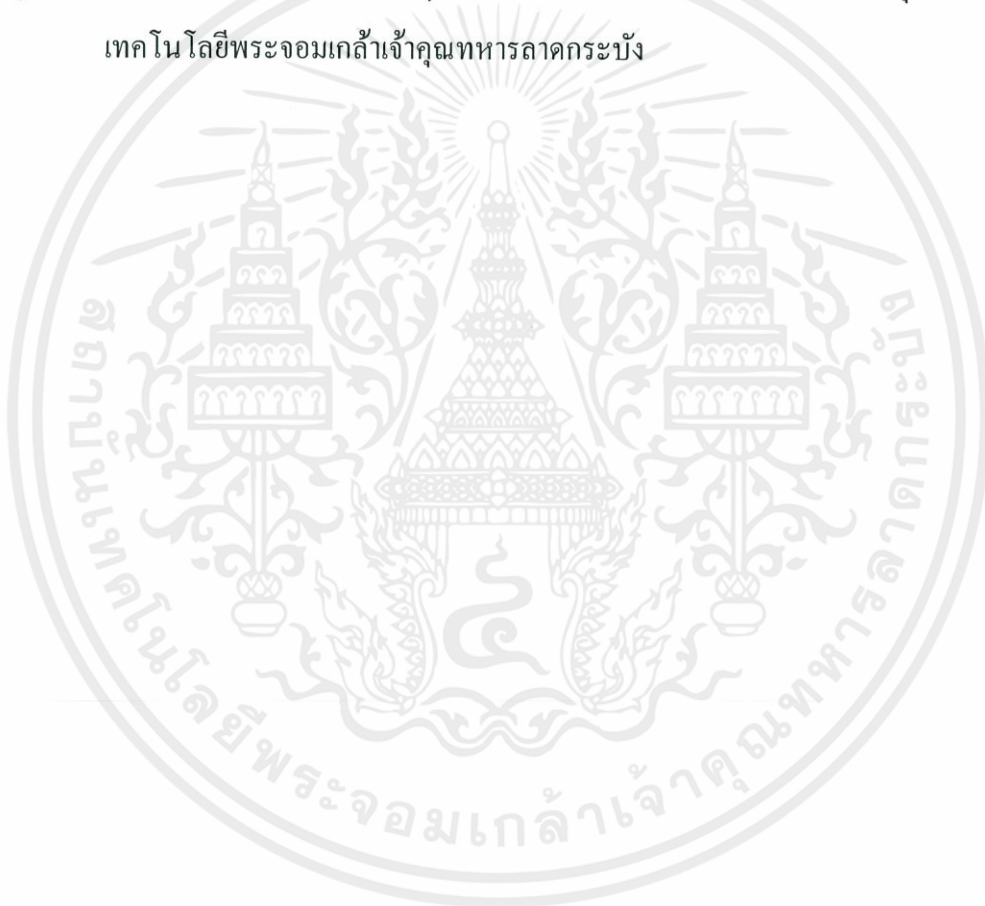 เทคโนโลยีพระจอมเกล้าเจ้าคุณทหารลาดกระบัง
สถาบันเทคโนโลยีพระจอมเกล้าเจ้าคุณทหารลาดกระบัง
๔